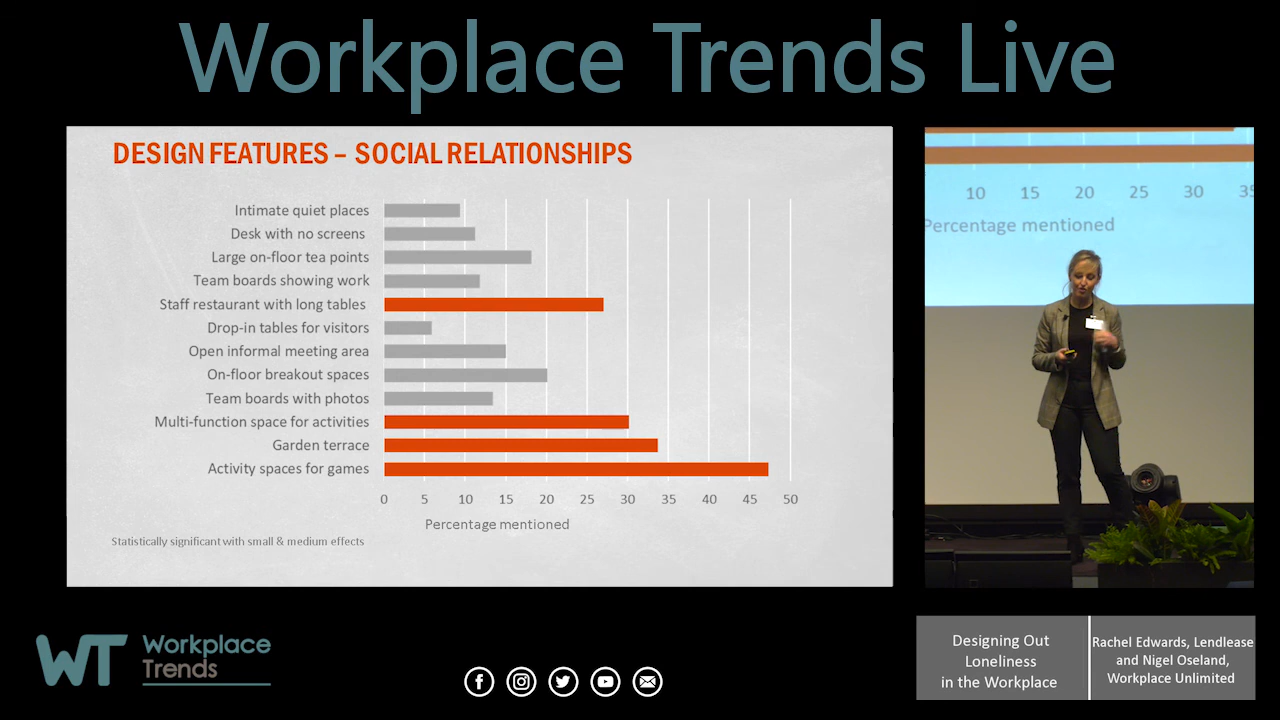 Workplace Trends Live
DESIGN FEATURES – SOCIAL RELATIONSHIPS
Intimate quiet places
Desk with no screens
Large on-floor tea points
Team boards showing work
Staff restaurant with long tables
Drop-in tables for visitors
Open informal meeting area
On-floor breakout spaces
Team boards with photos
Multi-function space for activities
Garden terrace
Activity spaces for games
0 5 10 15 20 25 30 35 40 45 50
Percentage mentioned
Statistically significant with small & medium effects
10 15 20 25 30 35
Percentage mentioned
WT Workplace
Trends
Designing Out
Loneliness
in the Workplace
Rachel Edwards, Lendlease
and Nigel Oseland,
Workplace Unlimited